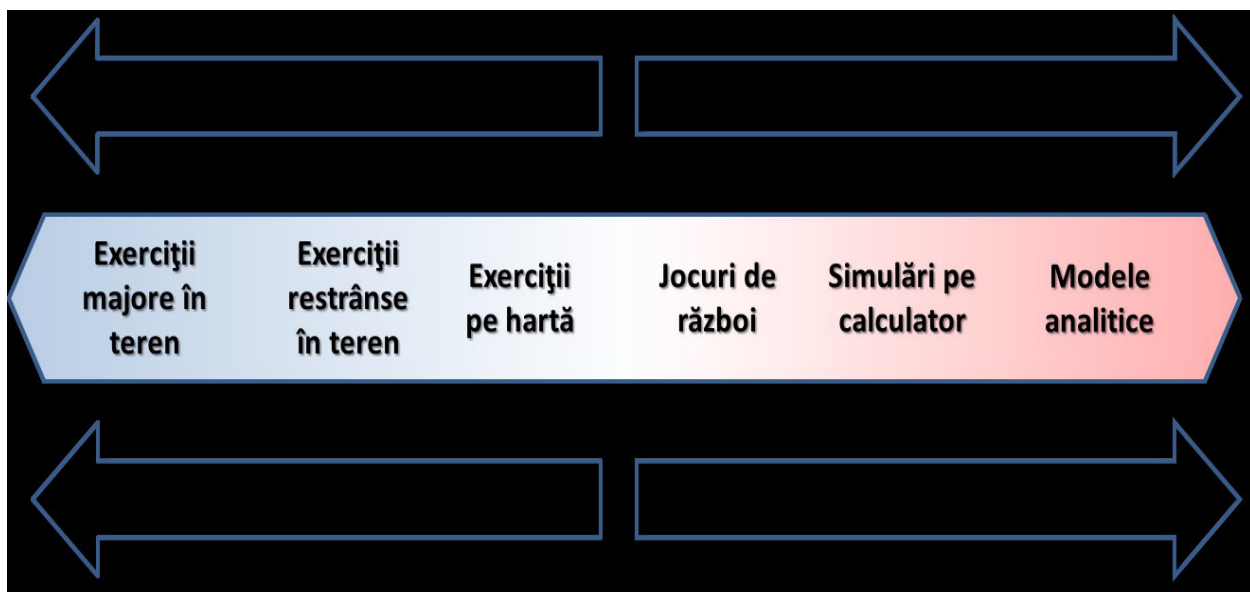 Exerciţii
majore în
teren
Exerciţii
restrânse
în teren
Exerciţii
pe hartă
Jocuri de
război
Simulări pe
calculator
Modele
analitice